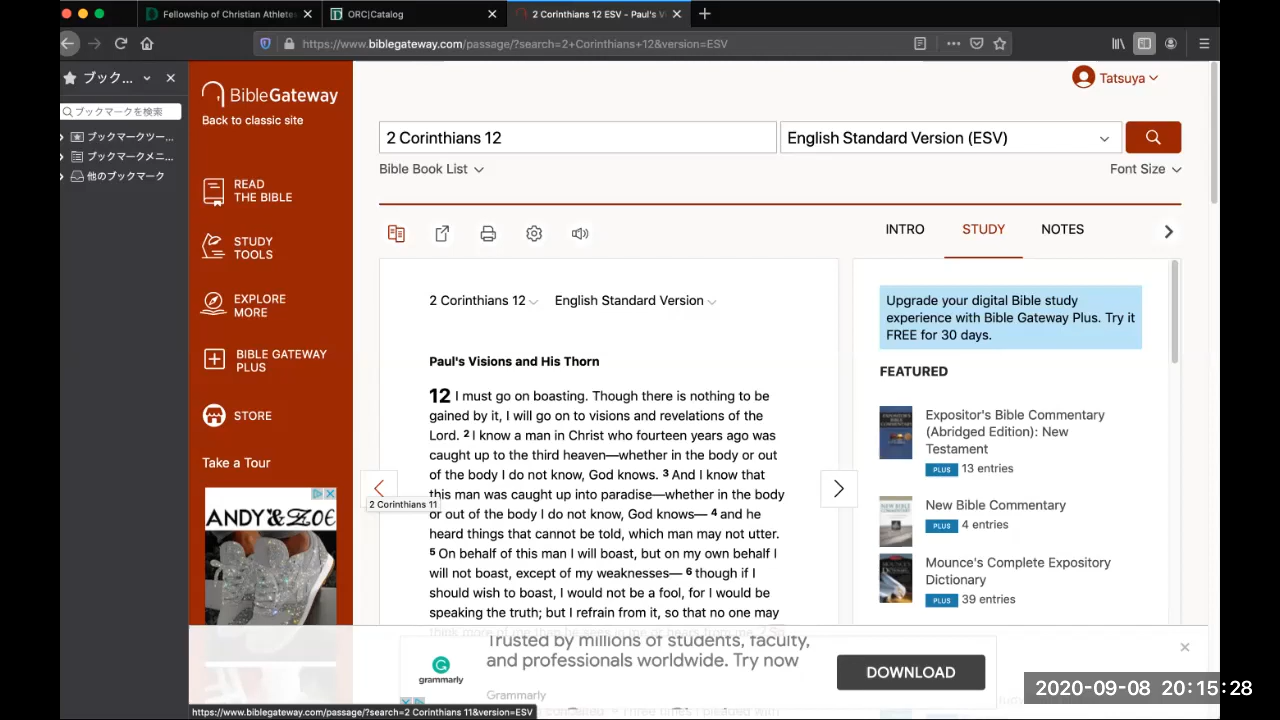 Fellowship of Christian Athletes
ORC|Catalog
2 Corinthians 12 ESV - Paul's Vi
https://www.biblegateway.com/passage/?search=2+Corinthians+12&version=ESV
ブック...
ブックマークを検索
ブックマークツー...
ブックマークメニ...
他のブックマーク
BibleGateway
Back to classic site
READ
THE BIBLE
STUDY
TOOLS
EXPLORE
MORE
BIBLE GATEWAY
PLUS
STORE
Take a Tour
ANDY & ZOE
Tatsuya
2 Corinthians 12
English Standard Version (ESV)
Bible Book List
Font Size
2 Corinthians 12
English Standard Version
Paul's Visions and His Thorn
12 I must go on boasting. Though there is nothing to be
gained by it, I will go on to visions and revelations of the
Lord. 2 I know a man in Christ who fourteen years ago was
caught up to the third heaven—whether in the body or out
of the body I do not know, God knows. 3 And I know that
this man was caught up into paradise—whether in the body
or out of the body I do not know, God knows— 4 and he
heard things that cannot be told, which man may not utter.
5 On behalf of this man I will boast, but on my own behalf I
will not boast, except of my weaknesses— 6 though if I
should wish to boast, I would not be a fool, for I would be
speaking the truth; but I refrain from it, so that no one may
2 Corinthians 11
INTRO
STUDY
NOTES
Upgrade your digital Bible study
experience with Bible Gateway Plus. Try it
FREE for 30 days.
FEATURED
Expositor's Bible Commentary
(Abridged Edition): New
Testament
PLUS 13 entries
New Bible Commentary
PLUS 4 entries
Mounce's Complete Expository
Dictionary
PLUS 39 entries
Trusted by millions of students, faculty,
and professionals worldwide. Try now
grammarly
Grammarly
DOWNLOAD
https://www.biblegateway.com/passage/?search=2 Corinthians 11&version=ESV
2020-09-08 20:15:28